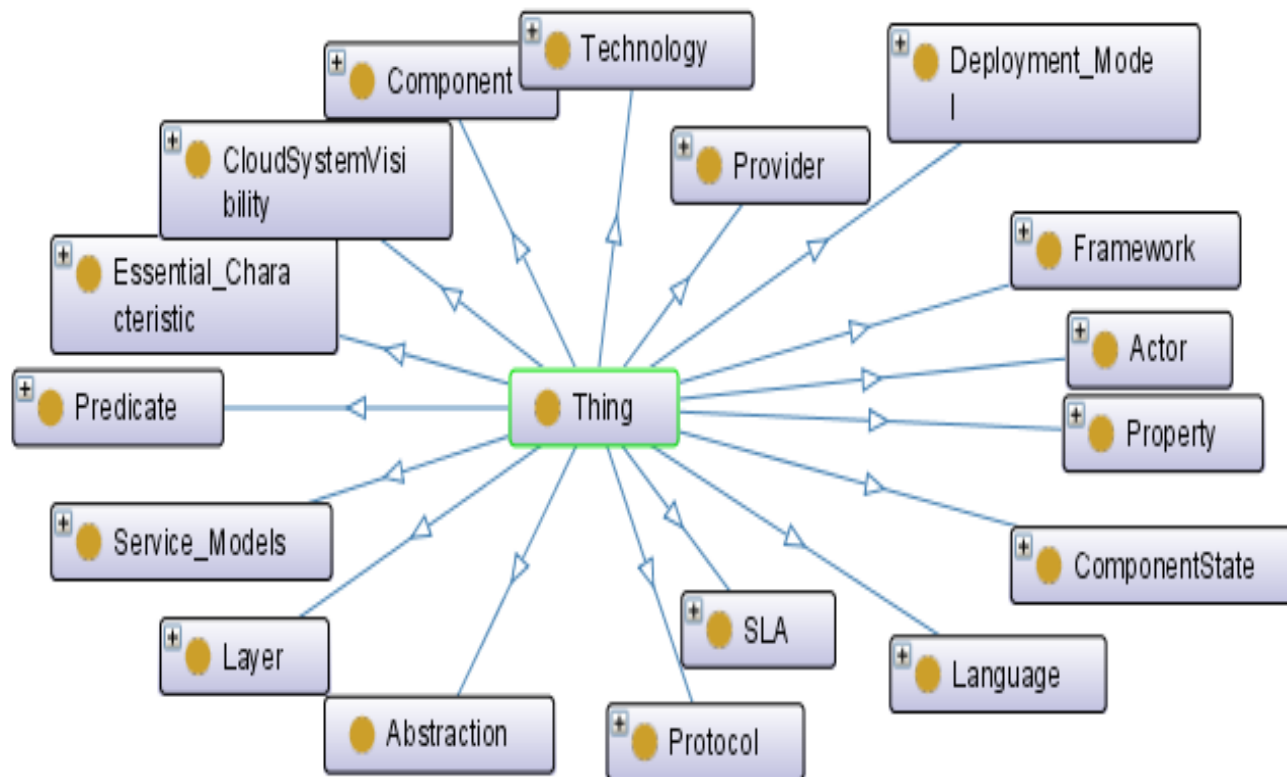 Technology
Component
Deployment_Mode
l
CloudSystemVisi
bility
Provider
Essential_Chara
cteristic
Framework
Actor
Predicate
Thing
Property
Service_Models
ComponentState
SLA
Layer
Language
Abstraction
Protocol